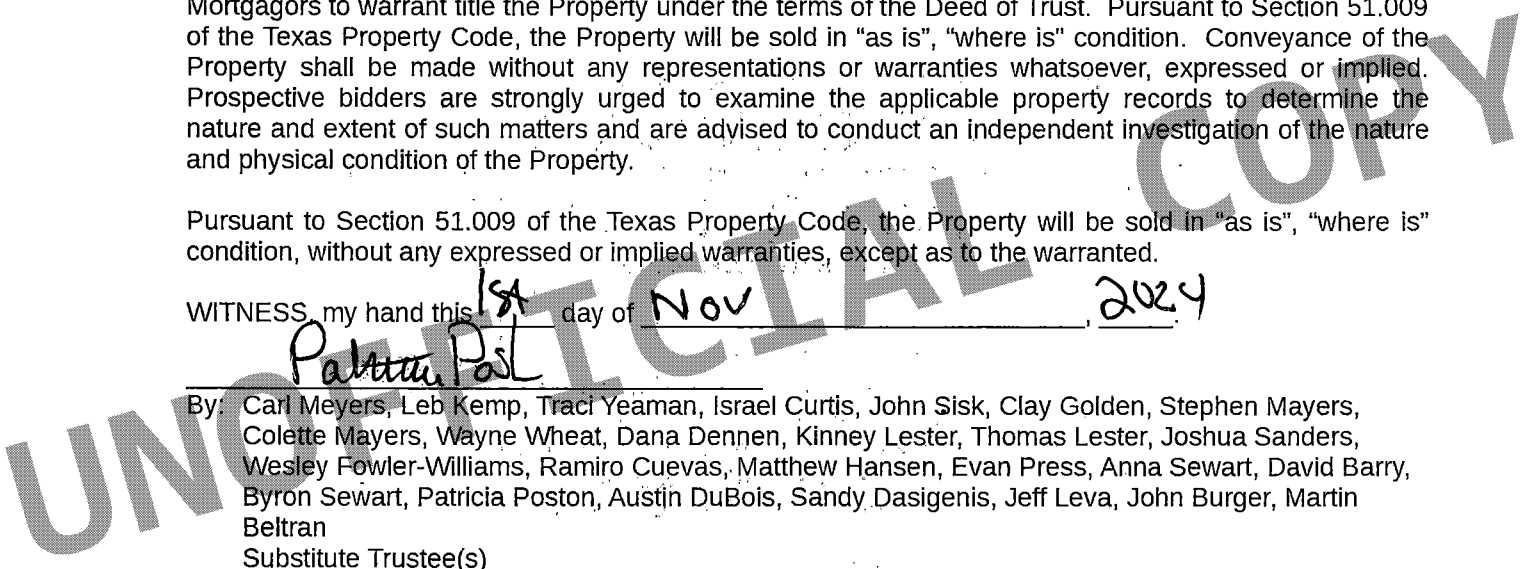 Mortgagors to warrant title the Property under the terms of the Deed of Trust. Pursuant to Section 51.009
of the Texas Property Code, the Property will be sold in “as is”, “where is" condition. Conveyance of the
Property shall be made without any representations or warranties whatsoever, expressed or implied.
Prospective bidders are strongly urged to examine the applicable property records to determine the
nature and extent of such matters and are advised to conduct an independent investigation of the nature
and physical condition of the Property.
Pursuant to Section 51.009 of the Texas Property Code, the Property will be sold in “as is”, “where is”
condition, without any expressed or implied warranties, except as to the warranted.
WITNESS, my hand this 1st day of Nov, 2024.
By: Carl Meyers, Leb Kemp, Traci Yeaman, Israel Curtis, John Sisk, Clay Golden, Stephen Mayers,
Colette Mayers, Wayne Wheat, Dana Dennen, Kinney Lester, Thomas Lester, Joshua Sanders,
Wesley Fowler-Williams, Ramiro Cuevas, Matthew Hansen, Evan Press, Anna Sewart, David Barry,
Byron Sewart, Patricia Poston, Austin DuBois, Sandy Dasigenis, Jeff Leva, John Burger, Martin
Beltran
Substitute Trustee(s)
UNOFFICIAL COPY